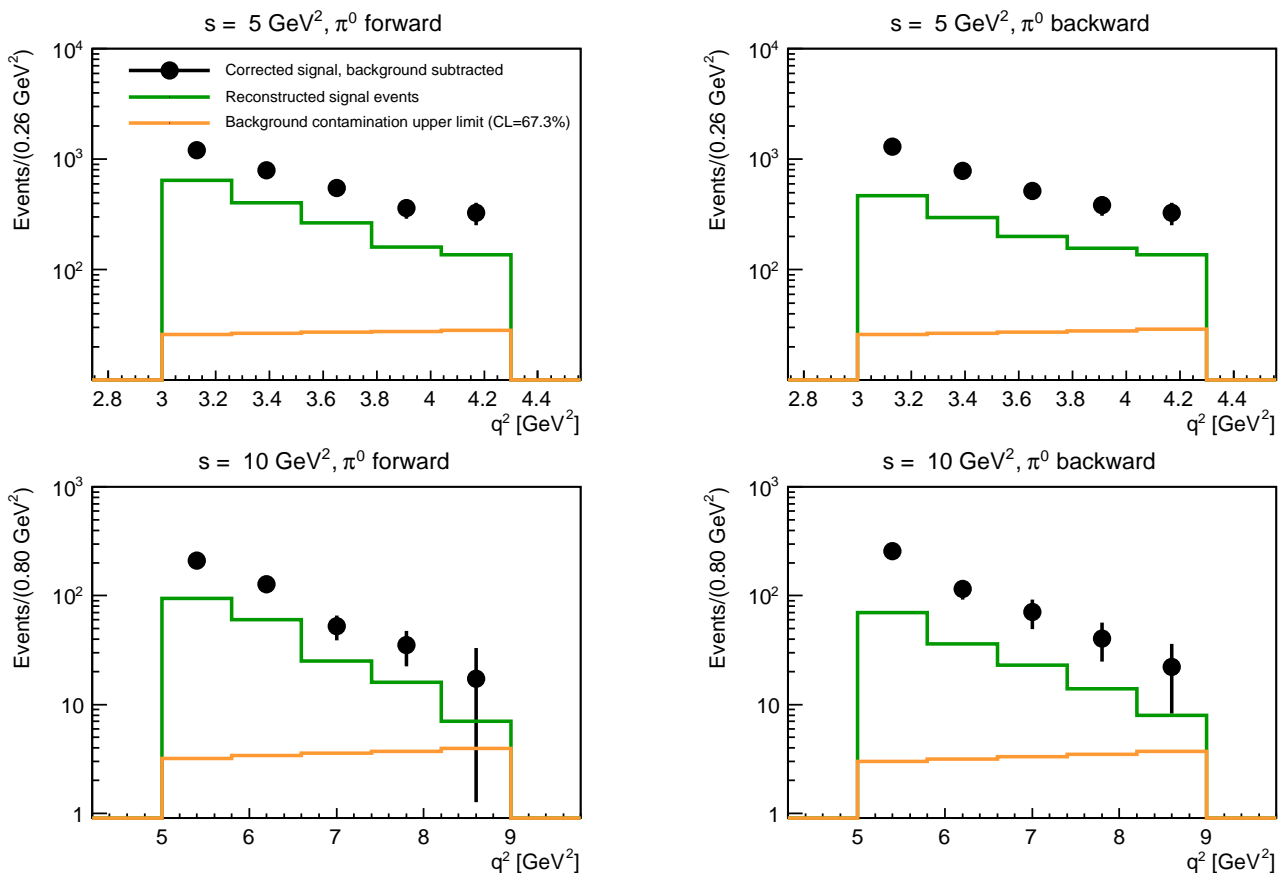 s = 5 GeV², π⁰ forward
Events/(0.26 GeV²)
10⁴
10³
10²
Corrected signal, background subtracted
Reconstructed signal events
Background contamination upper limit (CL=67.3%)
2.8 3 3.2 3.4 3.6 3.8 4 4.2 4.4
q² [GeV²]
s = 5 GeV², π⁰ backward
Events/(0.26 GeV²)
10⁴
10³
10²
2.8 3 3.2 3.4 3.6 3.8 4 4.2 4.4
q² [GeV²]
s = 10 GeV², π⁰ forward
Events/(0.80 GeV²)
10³
10²
10
1
5 6 7 8 9
q² [GeV²]
s = 10 GeV², π⁰ backward
Events/(0.80 GeV²)
10³
10²
10
1
5 6 7 8 9
q² [GeV²]